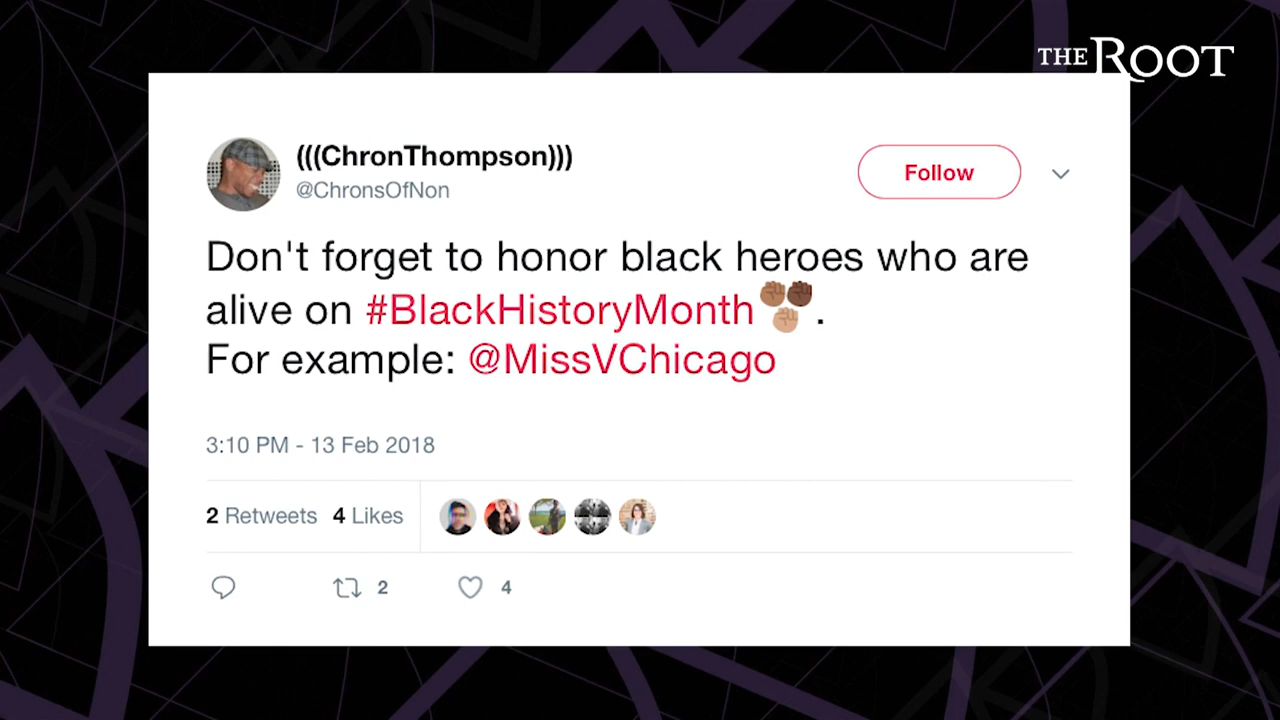 THE ROOT
(((ChronThompson)))
@ChronsOfNon
Follow
Don't forget to honor black heroes who are
alive on #BlackHistoryMonth✊🏽✊🏿✊🏼.
For example: @MissVChicago
3:10 PM - 13 Feb 2018
2 Retweets 4 Likes
2 4